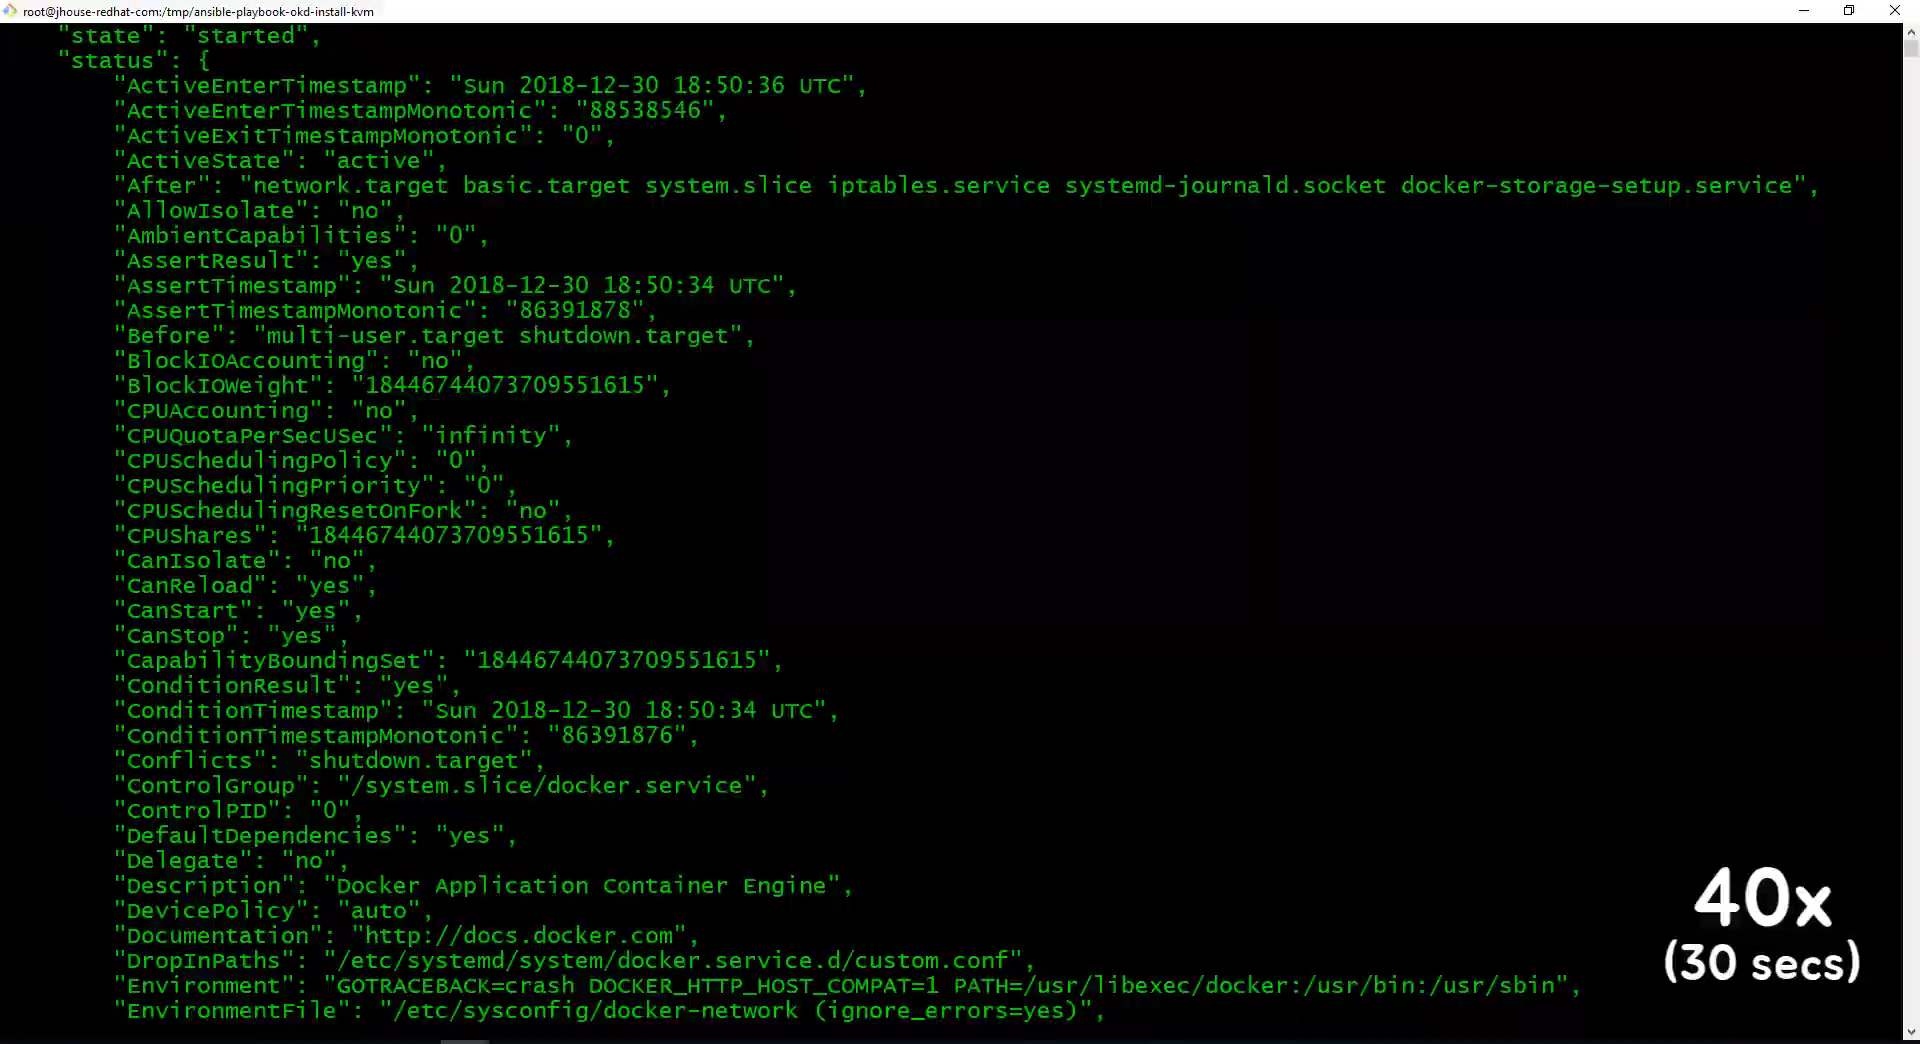 root@jhouse-redhat-com:/tmp/ansible-playbook-okd-install-kvm
"state": "started",
"status": {
"ActiveEnterTimestamp": "Sun 2018-12-30 18:50:36 UTC",
"ActiveEnterTimestampMonotonic": "88538546",
"ActiveExitTimestampMonotonic": "0",
"ActiveState": "active",
"After": "network.target basic.target system.slice iptables.service systemd-journald.socket docker-storage-setup.service",
"AllowIsolate": "no",
"AmbientCapabilities": "0",
"AssertResult": "yes",
"AssertTimestamp": "Sun 2018-12-30 18:50:34 UTC",
"AssertTimestampMonotonic": "86391878",
"Before": "multi-user.target shutdown.target",
"BlockIOAccounting": "no",
"BlockIOWeight": "18446744073709551615",
"CPUAccounting": "no",
"CPUQuotaPerSecUSec": "infinity",
"CPUSchedulingPolicy": "0",
"CPUSchedulingPriority": "0",
"CPUSchedulingResetOnFork": "no",
"CPUShares": "18446744073709551615",
"CanIsolate": "no",
"CanReload": "yes",
"CanStart": "yes",
"CanStop": "yes",
"CapabilityBoundingSet": "18446744073709551615",
"ConditionResult": "yes",
"ConditionTimestamp": "Sun 2018-12-30 18:50:34 UTC",
"ConditionTimestampMonotonic": "86391876",
"Conflicts": "shutdown.target",
"ControlGroup": "/system.slice/docker.service",
"ControlPID": "0",
"DefaultDependencies": "yes",
"Delegate": "no",
"Description": "Docker Application Container Engine",
"DevicePolicy": "auto",
"Documentation": "http://docs.docker.com",
"DropInPaths": "/etc/systemd/system/docker.service.d/custom.conf",
"Environment": "GOTRACEBACK=crash DOCKER_HTTP_HOST_COMPAT=1 PATH=/usr/libexec/docker:/usr/bin:/usr/sbin",
"EnvironmentFile": "/etc/sysconfig/docker-network (ignore_errors=yes)",
40x
(30 secs)